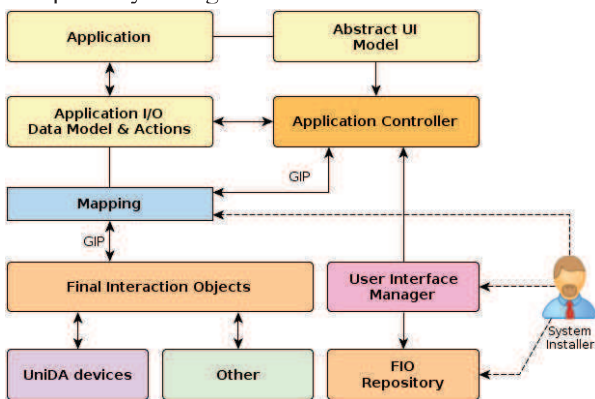 Application
Abstract UI
Model
Application I/O
Data Model & Actions
Application Controller
GIP
Mapping
GIP
Final Interaction Objects
User Interface
Manager
System
Installer
UniDA devices
Other
FIO
Repository